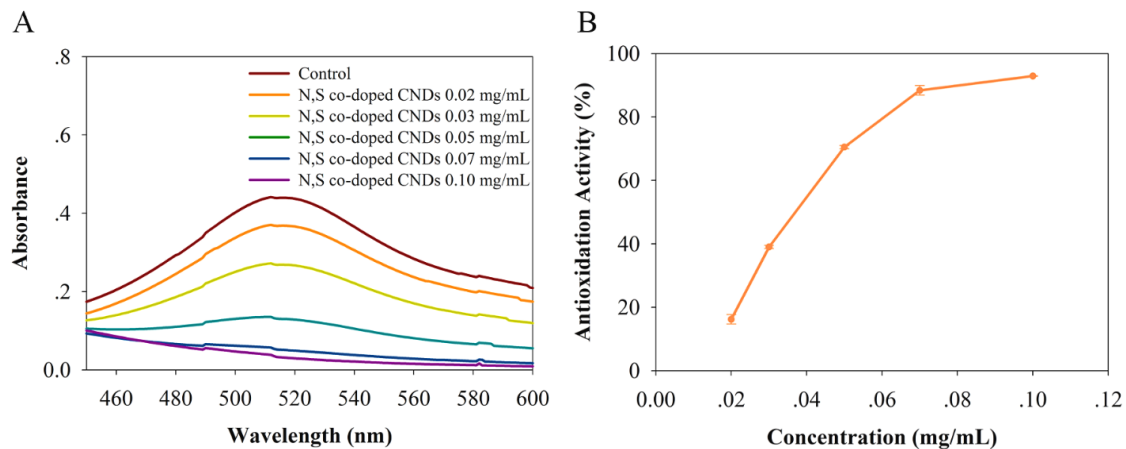 A
.8
.6
.4
.2
0.0
Absorbance
Control
N,S co-doped CNDs 0.02 mg/mL
N,S co-doped CNDs 0.03 mg/mL
N,S co-doped CNDs 0.05 mg/mL
N,S co-doped CNDs 0.07 mg/mL
N,S co-doped CNDs 0.10 mg/mL
460 480 500 520 540 560 580 600
Wavelength (nm)
B
100
80
60
40
20
0
Antioxidation Activity (%)
0.00 .02 .04 .06 .08 .10 .12
Concentration (mg/mL)